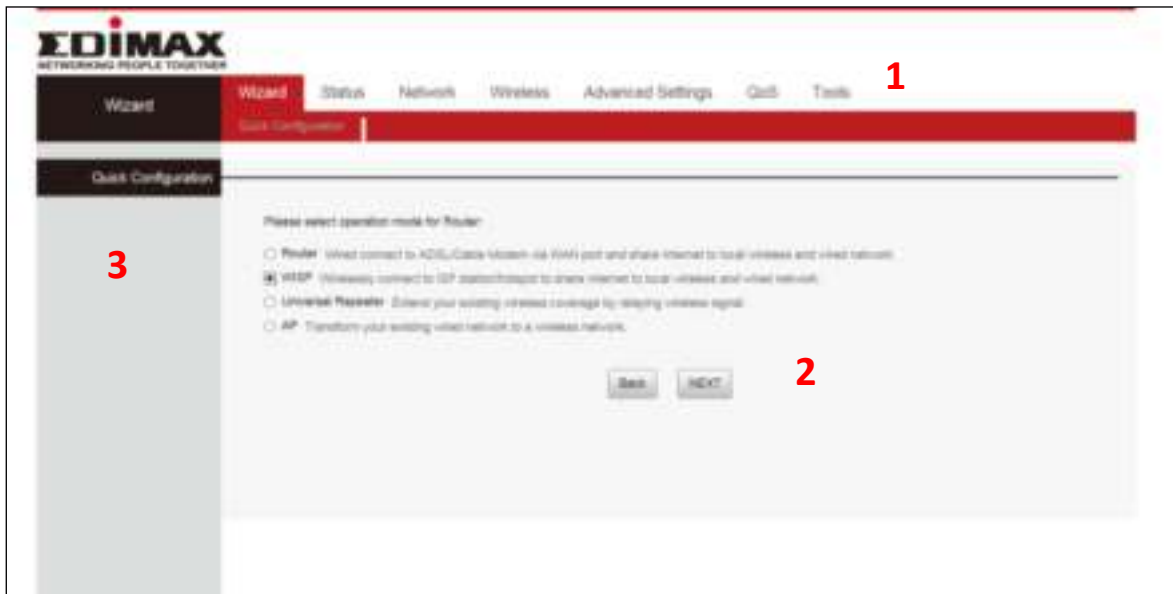 EDIMAX
NETWORKING PEOPLE TOGETHER
Wizard
Wizard Status Network Wireless Advanced Settings QoS Tools
1
Quick Configuration
Quick Configuration
Please select operation mode for Router:
3
Router Wired connect to ADSL/Cable Modem via WAN port and share internet to local wireless and wired network.
WISP Wirelessly connect to ISP station/hotspot to share internet to local wireless and wired network.
Universal Repeater Extend your existing wireless coverage by relaying wireless signal.
AP Transform your existing wired network to a wireless network.
2
Back NEXT